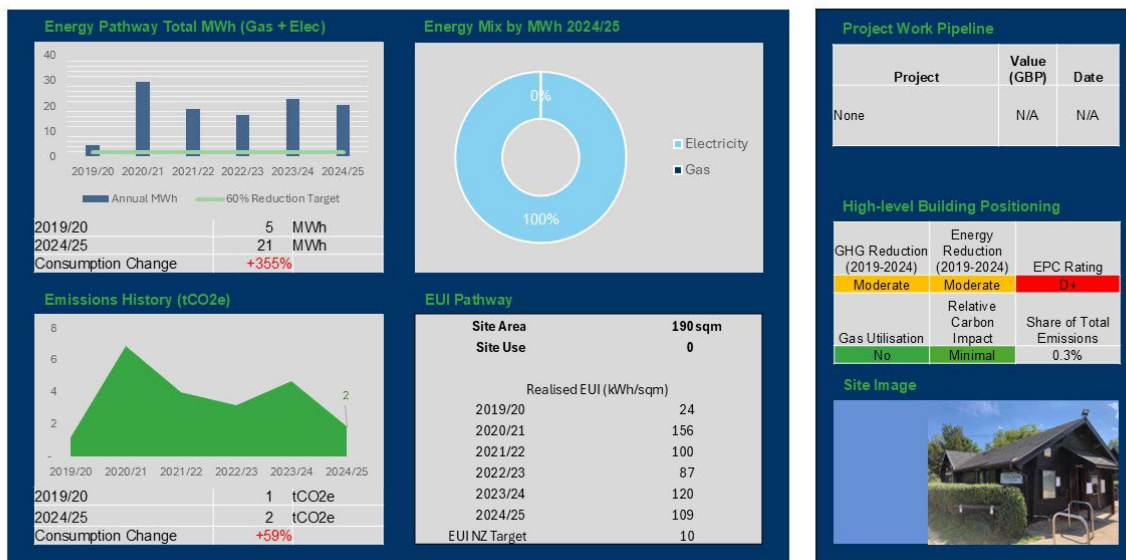 Energy Pathway Total MWh (Gas + Elec)
40
30
20
10
0
2019/20 2020/21 2021/22 2022/23 2023/24 2024/25
Annual MWh 60% Reduction Target
2019/20 5 MWh
2024/25 21 MWh
Consumption Change +355%
Energy Mix by MWh 2024/25
0%
100%
Electricity
Gas
Emissions History (tCO2e)
8
6
4
2
-
2
2019/20 2020/21 2021/22 2022/23 2023/24 2024/25
2019/20 1 tCO2e
2024/25 2 tCO2e
Consumption Change +59%
EUI Pathway
Site Area 190 sqm
Site Use 0
Realised EUI (kWh/sqm)
2019/20 24
2020/21 156
2021/22 100
2022/23 87
2023/24 120
2024/25 109
EUI NZ Target 10
Project Work Pipeline
Project Value (GBP) Date
None N/A N/A
High-level Building Positioning
GHG Reduction (2019-2024) Energy Reduction (2019-2024) EPC Rating
Moderate Moderate D+
Gas Utilisation Relative Carbon Impact Share of Total Emissions
No Minimal 0.3%
Site Image